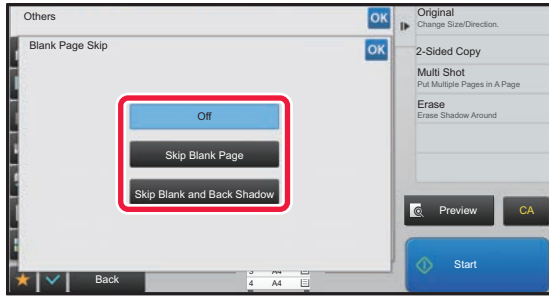 Others
OK
Blank Page Skip
OK
Off
Skip Blank Page
Skip Blank and Back Shadow
Back
A4
4 A4
Original
Change Size/Direction.
2-Sided Copy
Multi Shot
Put Multiple Pages in A Page
Erase
Erase Shadow Around
Preview
CA
Start